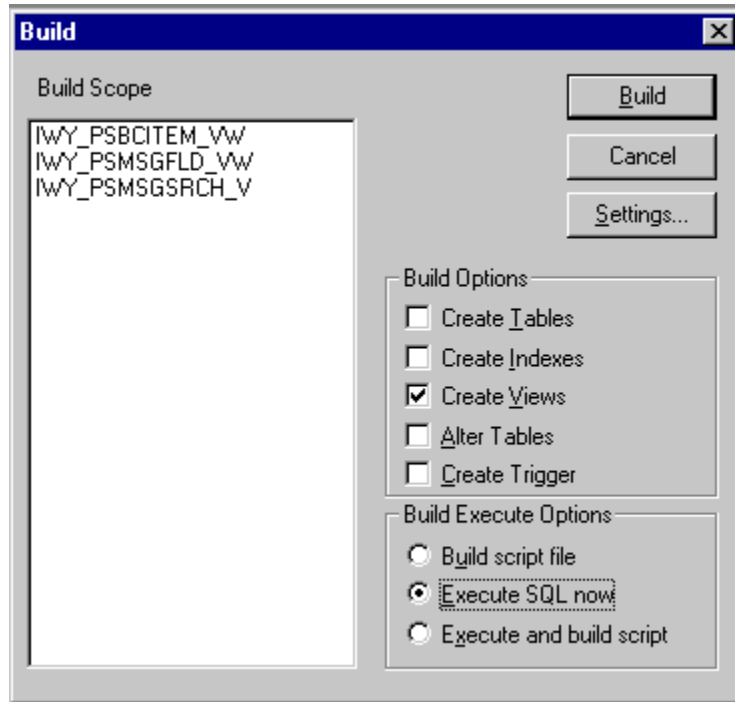 Build
Build Scope
IWY_PSBCITEM_VW
IWY_PSMSGFLD_VW
IWY_PSMSGSRCH_V
Build
Cancel
Settings...
Build Options
Create Tables
Create Indexes
Create Views
Alter Tables
Create Trigger
Build Execute Options
Build script file
Execute SQL now
Execute and build script